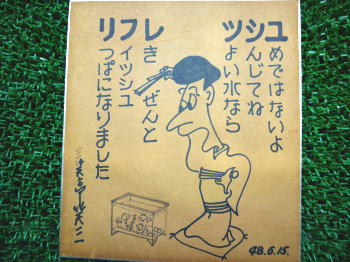 ユめではないよ
シんじてね
ツよい水なら
レきぜんと
フイツシユ
リつぱになりました
48.6.15.